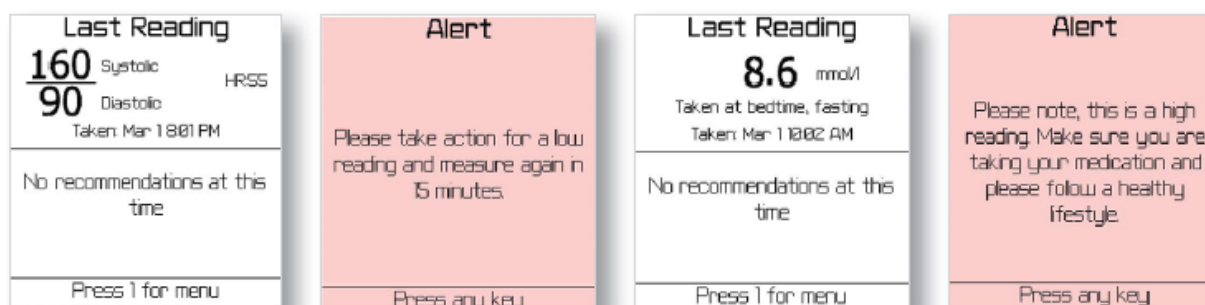 Last Reading
160 Systolic
HR55
90 Diastolic
Taken: Mar 1 8:01 PM
No recommendations at this
time
Press 1 for menu
Alert
Please take action for a low
reading and measure again in
15 minutes.
Press any key
Last Reading
8.6 mmol/l
Taken at bedtime, fasting
Taken: Mar 1 10:02 AM
No recommendations at this
time
Press 1 for menu
Alert
Please note, this is a high
reading. Make sure you are
taking your medication and
please follow a healthy
lifestyle
Press any key